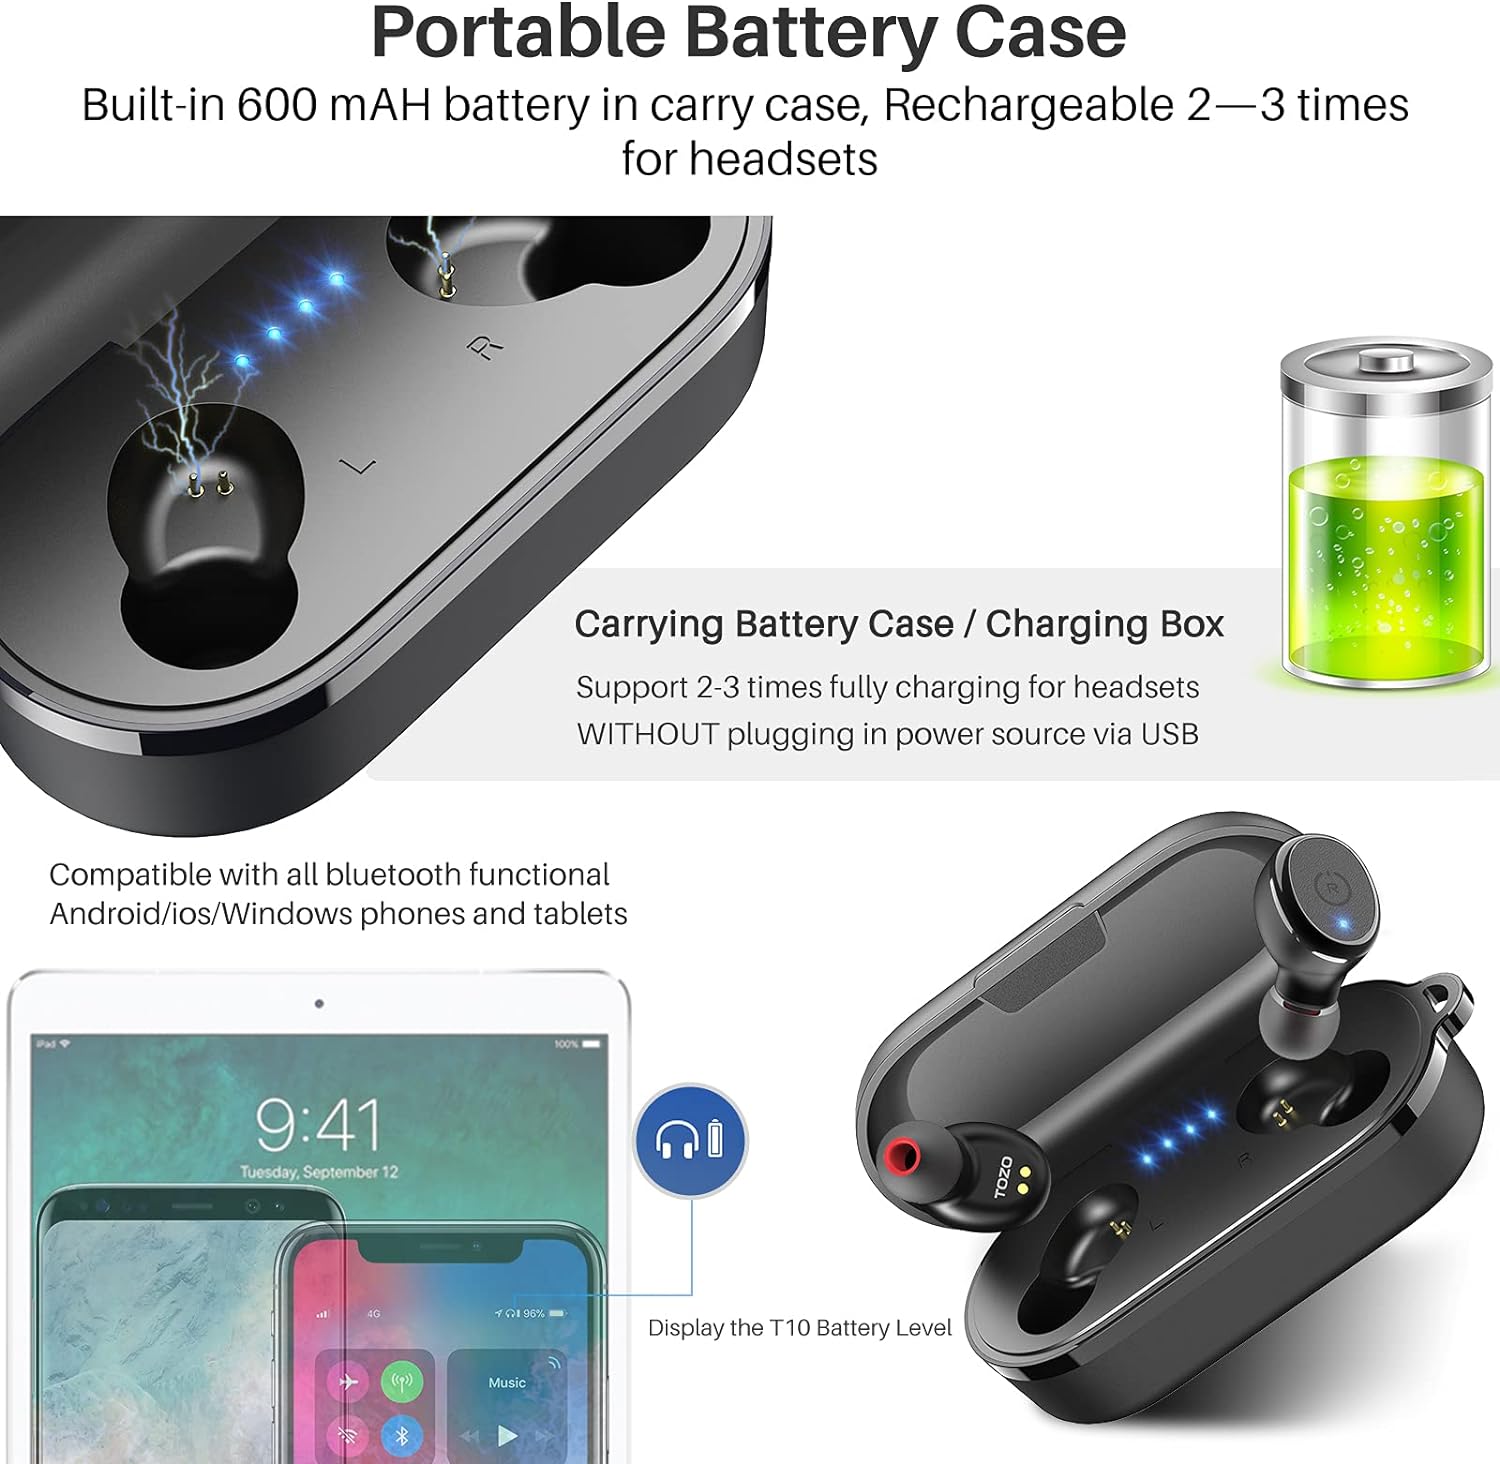 Portable Battery Case
Built-in 600 mAH battery in carry case, Rechargeable 2—3 times
for headsets
R
L
Carrying Battery Case / Charging Box
Support 2-3 times fully charging for headsets
WITHOUT plugging in power source via USB
Compatible with all bluetooth functional
Android/ios/Windows phones and tablets
R
TOZO
R
L
iPad
100%
9:41
Tuesday, September 12
4G
96%
Display the T10 Battery Level
Music